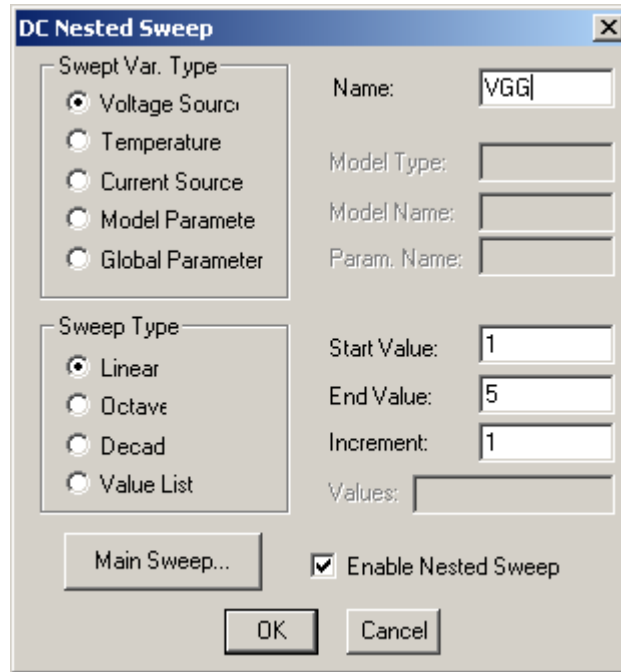 DC Nested Sweep
Swept Var. Type
Voltage Sourc
Temperature
Current Source
Model Paramete
Global Parameter
Name: VGG
Model Type:
Model Name:
Param. Name:
Sweep Type
Linear
Octave
Decad
Value List
Start Value: 1
End Value: 5
Increment: 1
Values:
Main Sweep...
Enable Nested Sweep
OK Cancel